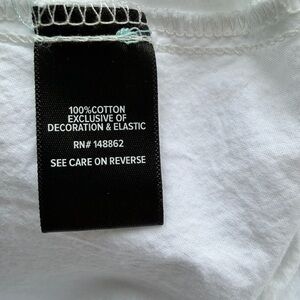 100%COTTON
EXCLUSIVE OF
DECORATION & ELASTIC
RN# 148862
SEE CARE ON REVERSE